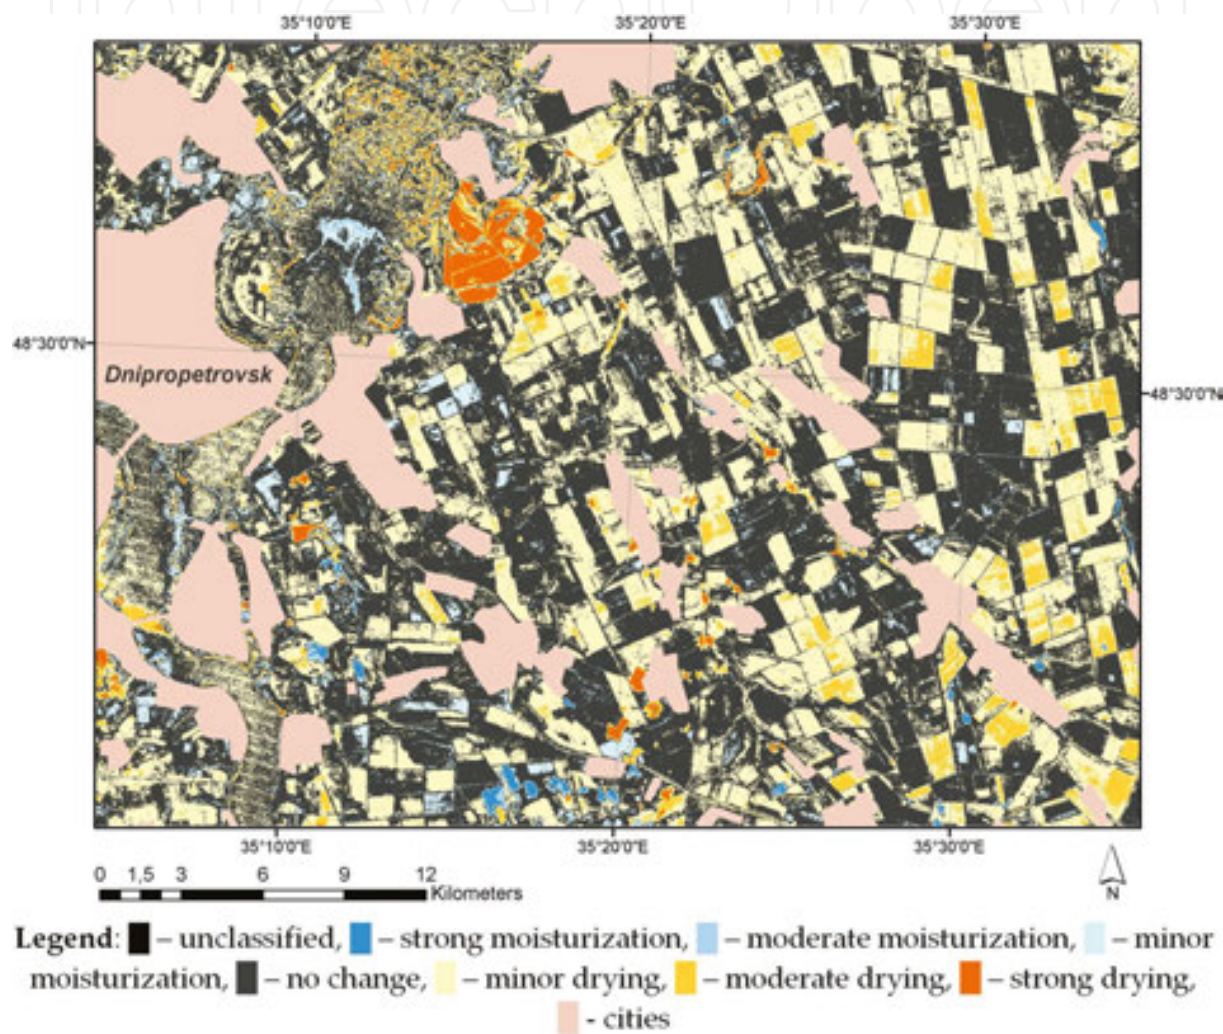 35°10'0"E 35°20'0"E 35°30'0"E
48°30'0"N
Dnipropetrovsk
48°30'0"N
35°10'0"E 35°20'0"E 35°30'0"E
0 1,5 3 6 9 12
Kilometers
N
Legend: – unclassified, – strong moisturization, – moderate moisturization, – minor
moisturization, – no change, – minor drying, – moderate drying, – strong drying,
- cities